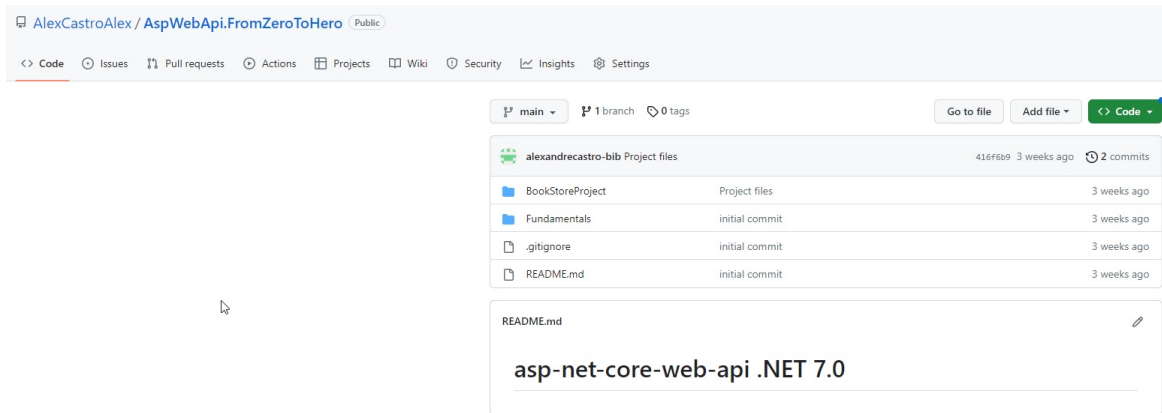 AlexCastroAlex / AspWebApi.FromZeroToHero Public
<> Code Issues Pull requests Actions Projects Wiki Security Insights Settings
main 1 branch 0 tags Go to file Add file <> Code
alexandrecastro-bib Project files 416f6b9 3 weeks ago 2 commits
BookStoreProject Project files 3 weeks ago
Fundamentals initial commit 3 weeks ago
.gitignore initial commit 3 weeks ago
README.md initial commit 3 weeks ago
README.md
asp-net-core-web-api .NET 7.0